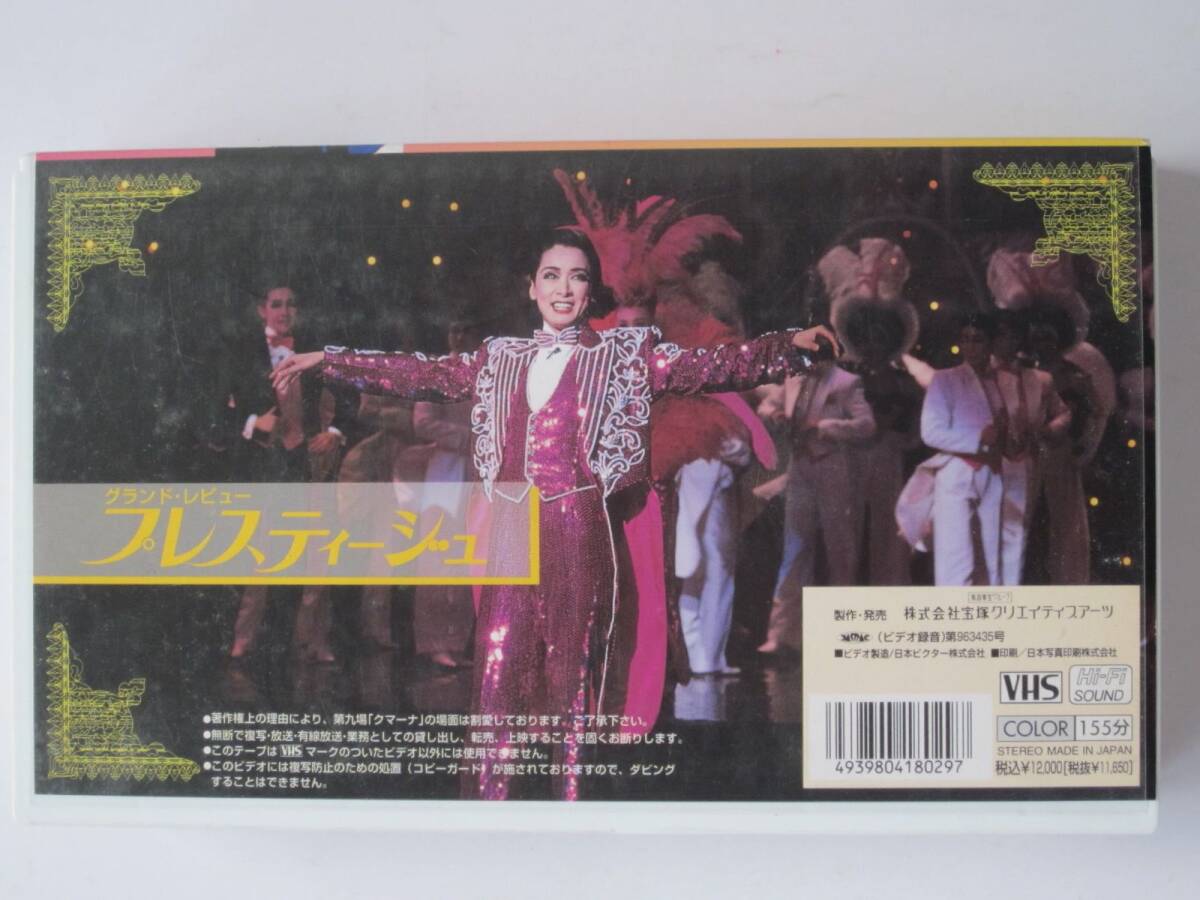 グランド・レビュー
プレスティージュ
●著作権上の理由により、第九場「クマーナ」の場面は割愛しております。ご了承下さい。
●無断で複写・放送・有線放送・業務としての貸し出し、転売、上映することを固くお断りします。
●このテープは VHS マークのついたビデオ以外には使用できません。
●このビデオには複写防止のための処置（コピーガード）が施されておりますので、ダビング
することはできません。
製作・発売 株式会社宝塚クリエイティブアーツ
（ビデオ録音）第963435号
■ビデオ製造/日本ビクター株式会社 ■印刷/日本写真印刷株式会社
VHS Hi-Fi SOUND
COLOR 155分
STEREO MADE IN JAPAN
税込¥12,000[税抜¥11,650]
4939804180297